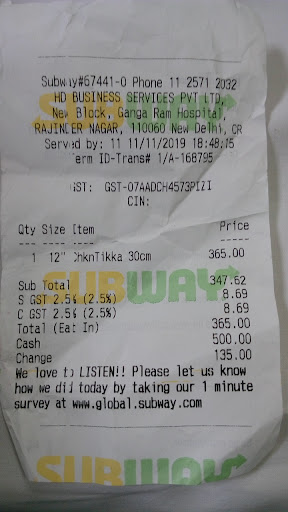 SUBWAY
Subway#67441-0 Phone 11 2571 2032
HD BUSINESS SERVICES PVT LTD,
New Block, Ganga Ram Hospital,
RAJINDER NAGAR, 110060 New Delhi, CR
Served by: 11 11/11/2019 18:48:15
Term ID-Trans# 1/A-168795
GST: GST-07AADCH4573PIZI
CIN:
Qty Size Item Price
--- ---- ---- -----
1 12" ChknTikka 30cm 365.00
SUBWAY
Sub Total 347.62
S GST 2.5% (2.5%) 8.69
C GST 2.5% (2.5%) 8.69
Total (Eat In) 365.00
Cash 500.00
Change 135.00
We love to LISTEN!! Please let us know
how we did today by taking our 1 minute
survey at www.global.subway.com
SUBWAY